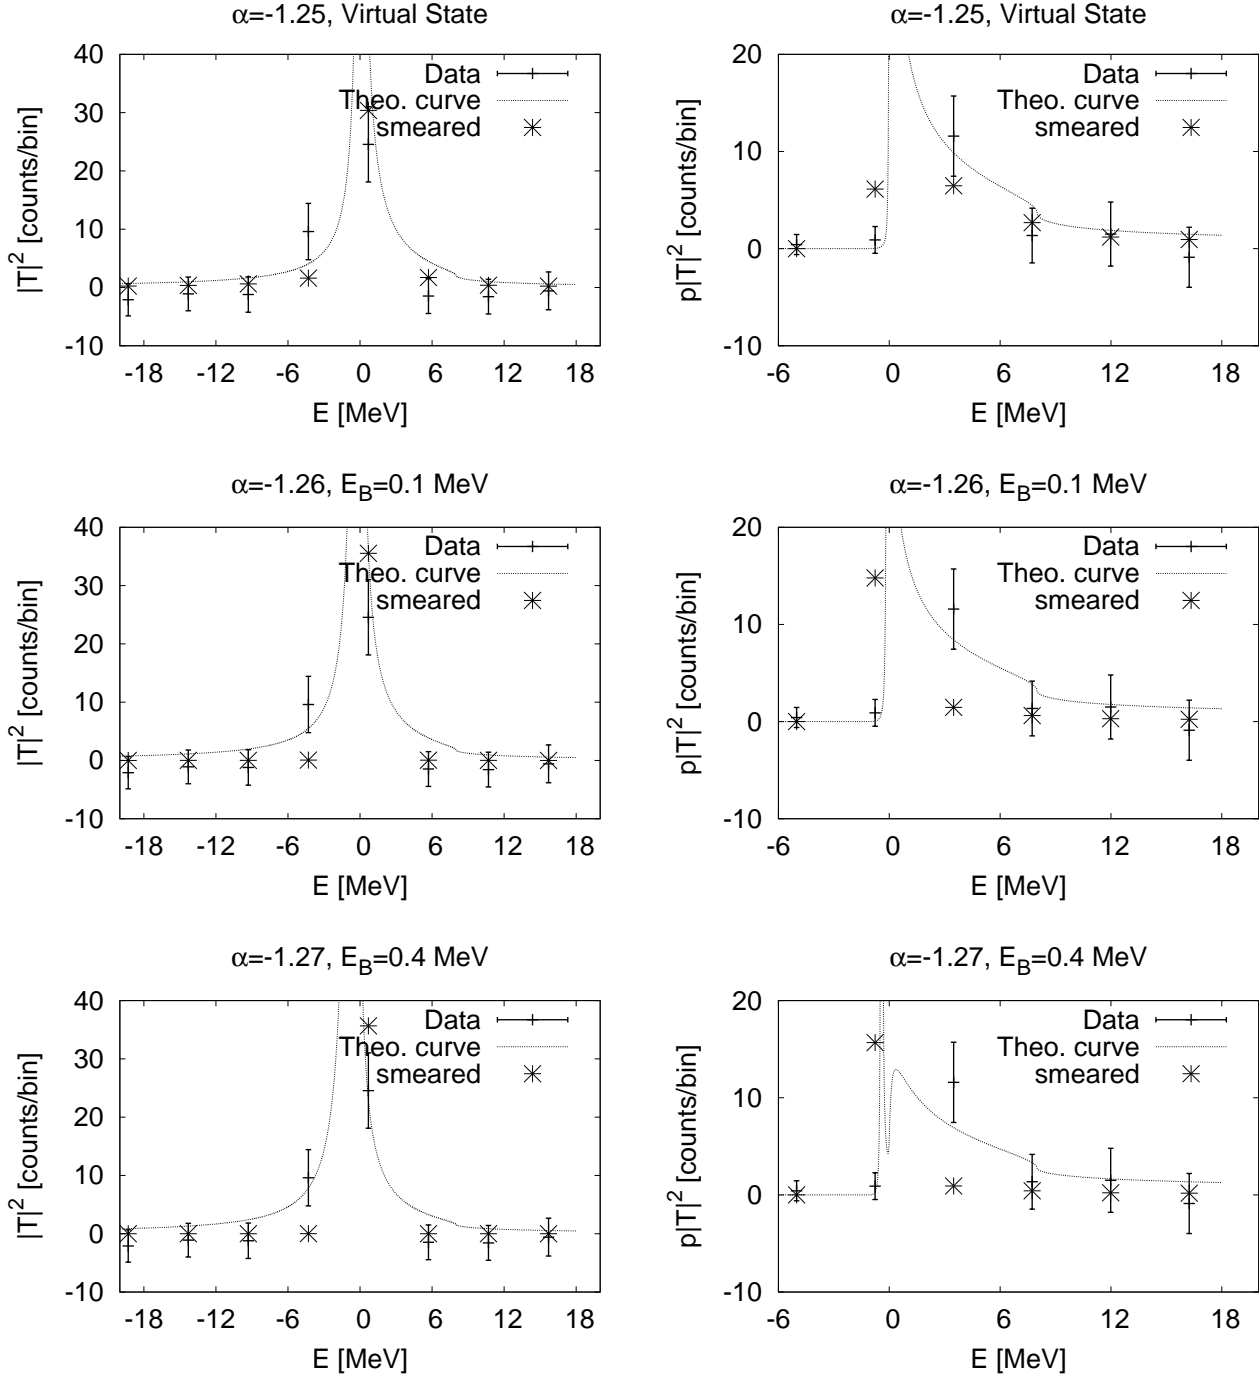 α=-1.25, Virtual State
40
30
20
10
0
-10
|T|² [counts/bin]
Data
Theo. curve
smeared
-18 -12 -6 0 6 12 18
E [MeV]
α=-1.25, Virtual State
20
10
0
-10
p|T|² [counts/bin]
Data
Theo. curve
smeared
-6 0 6 12 18
E [MeV]
α=-1.26, E_B=0.1 MeV
40
30
20
10
0
-10
|T|² [counts/bin]
Data
Theo. curve
smeared
-18 -12 -6 0 6 12 18
E [MeV]
α=-1.26, E_B=0.1 MeV
20
10
0
-10
p|T|² [counts/bin]
Data
Theo. curve
smeared
-6 0 6 12 18
E [MeV]
α=-1.27, E_B=0.4 MeV
40
30
20
10
0
-10
|T|² [counts/bin]
Data
Theo. curve
smeared
-18 -12 -6 0 6 12 18
E [MeV]
α=-1.27, E_B=0.4 MeV
20
10
0
-10
p|T|² [counts/bin]
Data
Theo. curve
smeared
-6 0 6 12 18
E [MeV]